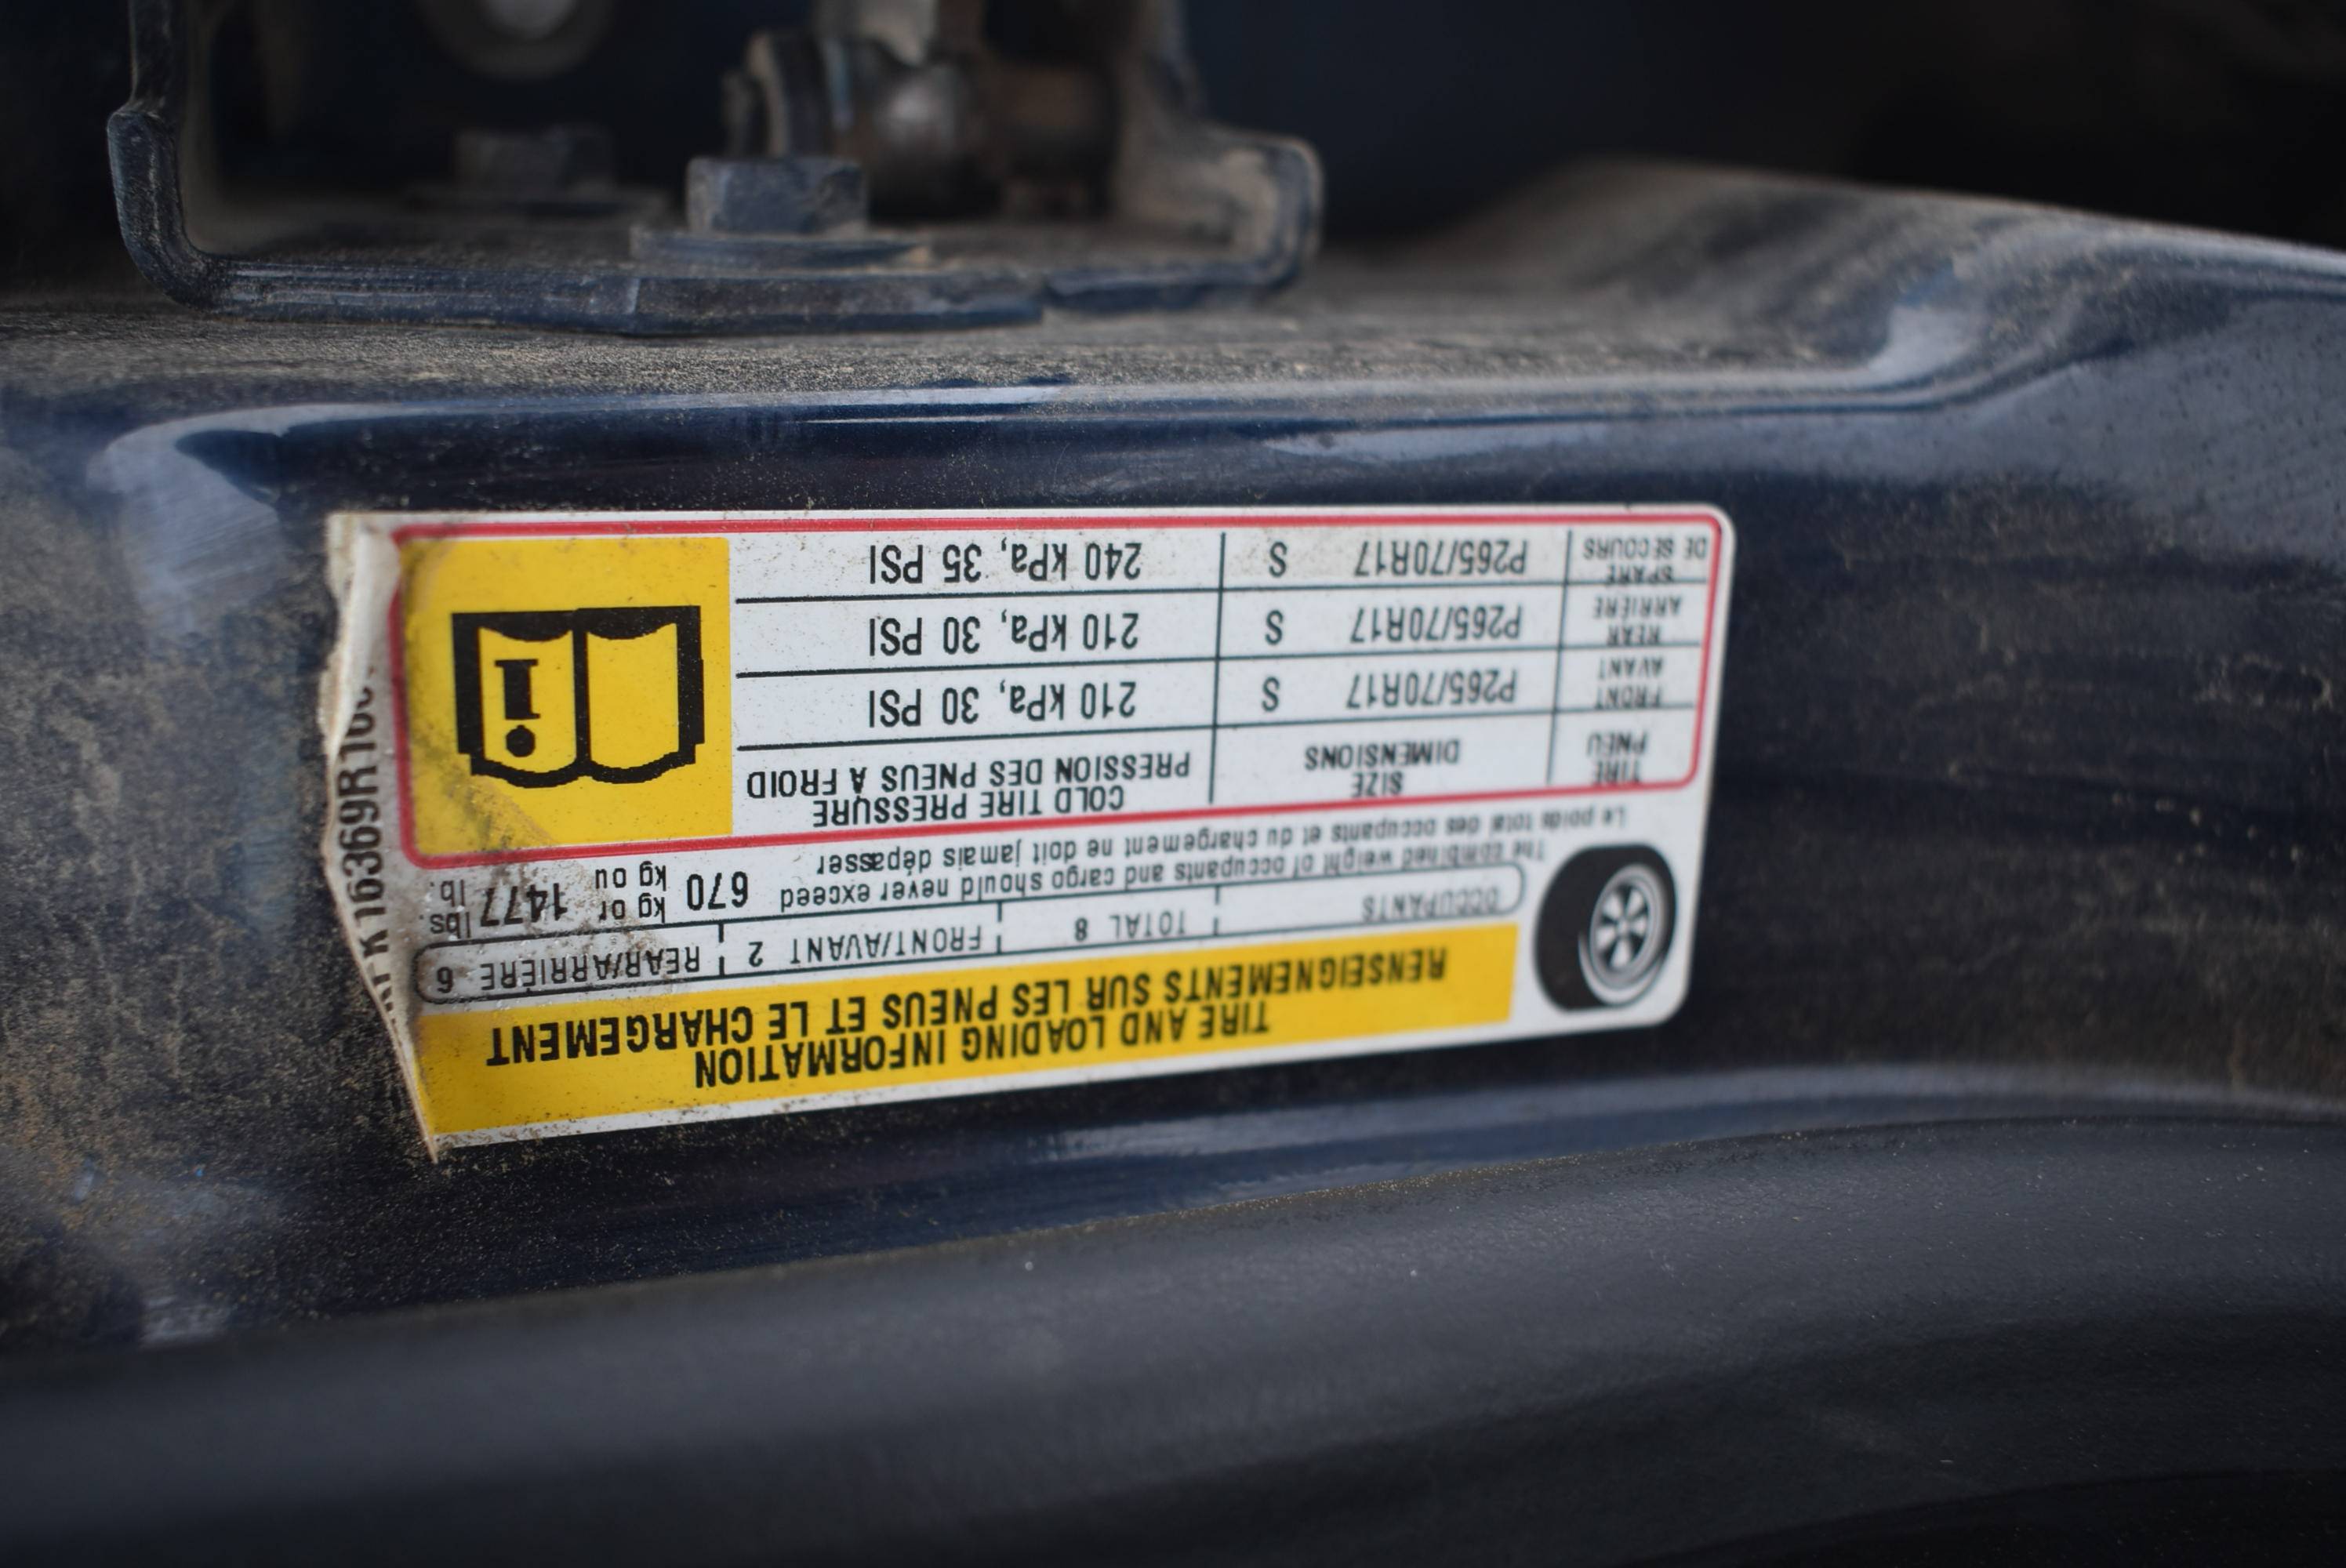 TIRE AND LOADING INFORMATION
RENSEIGNEMENTS SUR LES PNEUS ET LE CHARGEMENT
OCCUPANTS TOTAL 8 FRONT/AVANT 2 REAR/ARRIÈRE 6
The combined weight of occupants and cargo should never exceed 670 kg or 1477 lbs.
Le poids total des occupants et du chargement ne doit jamais dépasser kg ou lb.
TIRE SIZE COLD TIRE PRESSURE
PNEU DIMENSIONS PRESSION DES PNEUS À FROID
FRONT
AVANT P265/70R17 S 210 kPa, 30 PSI
REAR
ARRIÈRE P265/70R17 S 210 kPa, 30 PSI
SPARE
DE SECOURS P265/70R17 S 240 kPa, 35 PSI